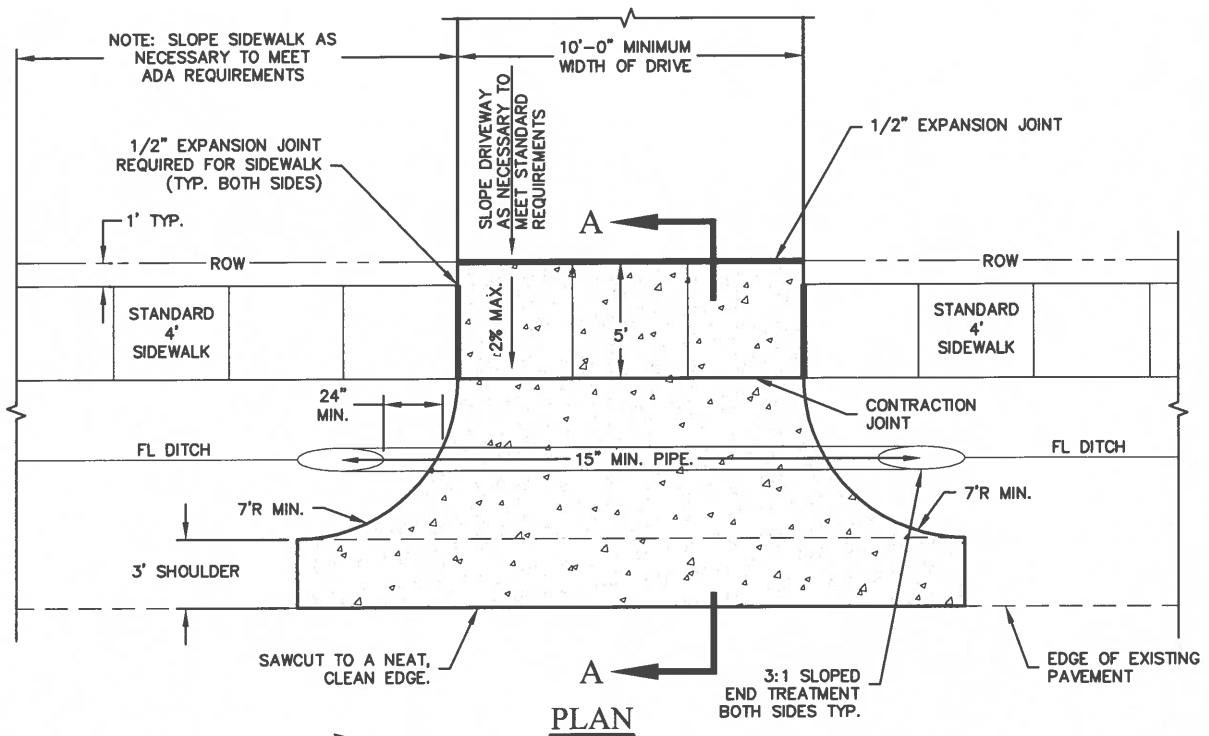 NOTE: SLOPE SIDEWALK AS
NECESSARY TO MEET
ADA REQUIREMENTS
10'-0" MINIMUM
WIDTH OF DRIVE
SLOPE DRIVEWAY
AS NECESSARY TO
MEET STANDARD
REQUIREMENTS
1/2" EXPANSION JOINT
REQUIRED FOR SIDEWALK
(TYP. BOTH SIDES)
1/2" EXPANSION JOINT
1' TYP.
A
ROW
ROW
STANDARD
4'
SIDEWALK
2% MAX.
5'
STANDARD
4'
SIDEWALK
24"
MIN.
CONTRACTION
JOINT
FL DITCH
15" MIN. PIPE.
FL DITCH
7'R MIN.
7'R MIN.
3' SHOULDER
SAWCUT TO A NEAT,
CLEAN EDGE.
A
3:1 SLOPED
END TREATMENT
BOTH SIDES TYP.
EDGE OF EXISTING
PAVEMENT
PLAN